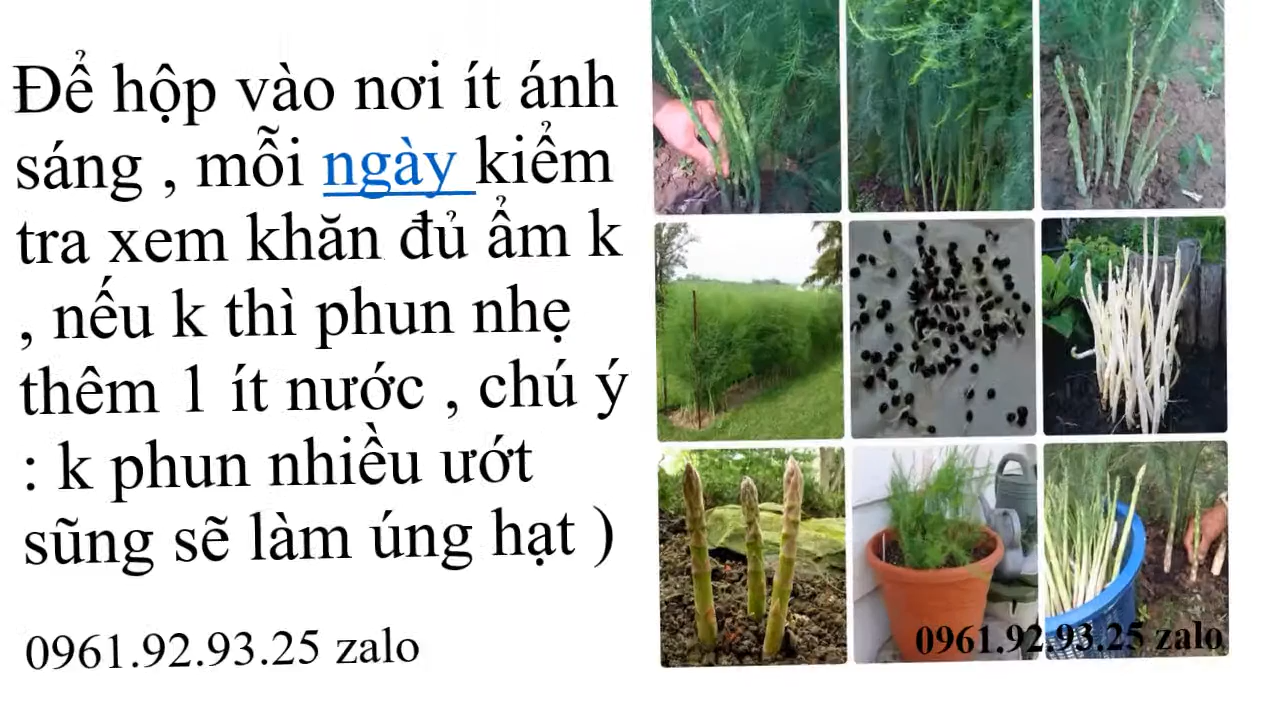 Để hộp vào nơi ít ánh
sáng , mỗi ngày kiểm
tra xem khăn đủ ẩm k
, nếu k thì phun nhẹ
thêm 1 ít nước , chú ý
: k phun nhiều ướt
sũng sẽ làm úng hạt )
0961.92.93.25 zalo
0961.92.93.25 zalo